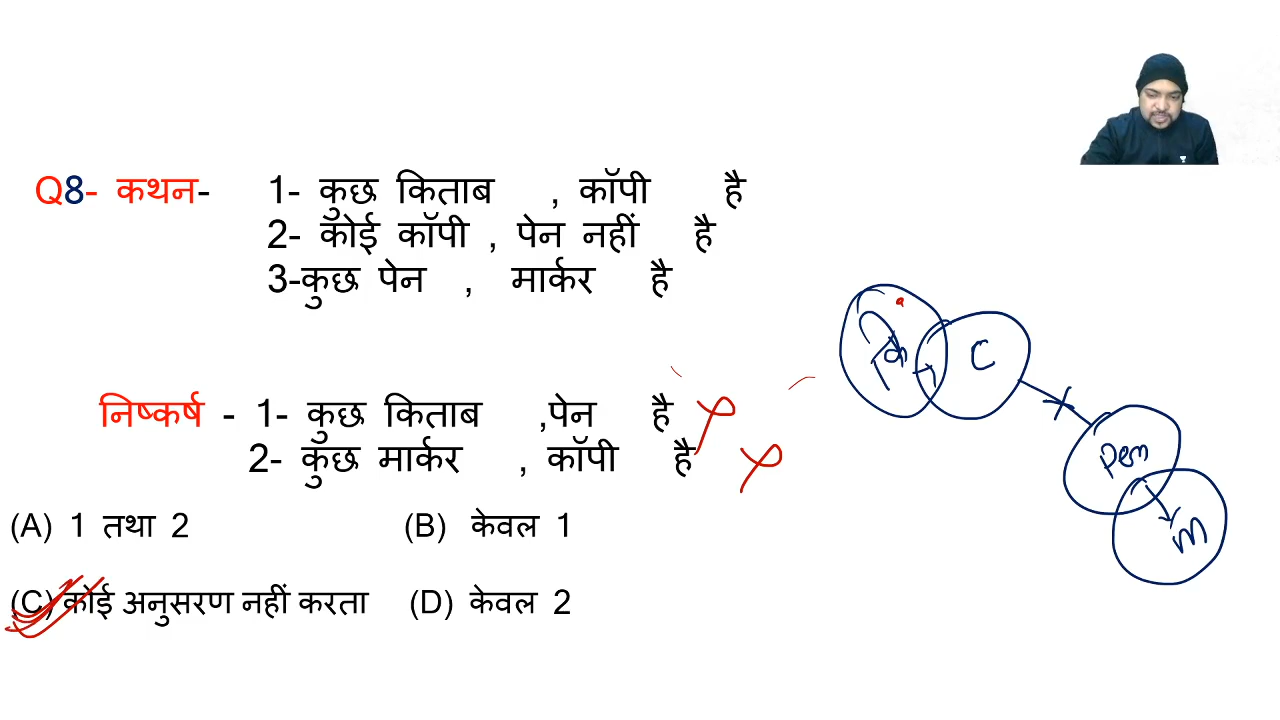 Q8- कथन- 1- कुछ किताब , कॉपी है
2- कोई कॉपी , पेन नहीं है
3-कुछ पेन , मार्कर है
निष्कर्ष - 1- कुछ किताब ,पेन है
2- कुछ मार्कर , कॉपी है
(A) 1 तथा 2 (B) केवल 1
(C) कोई अनुसरण नहीं करता (D) केवल 2
कि C
Pen
M